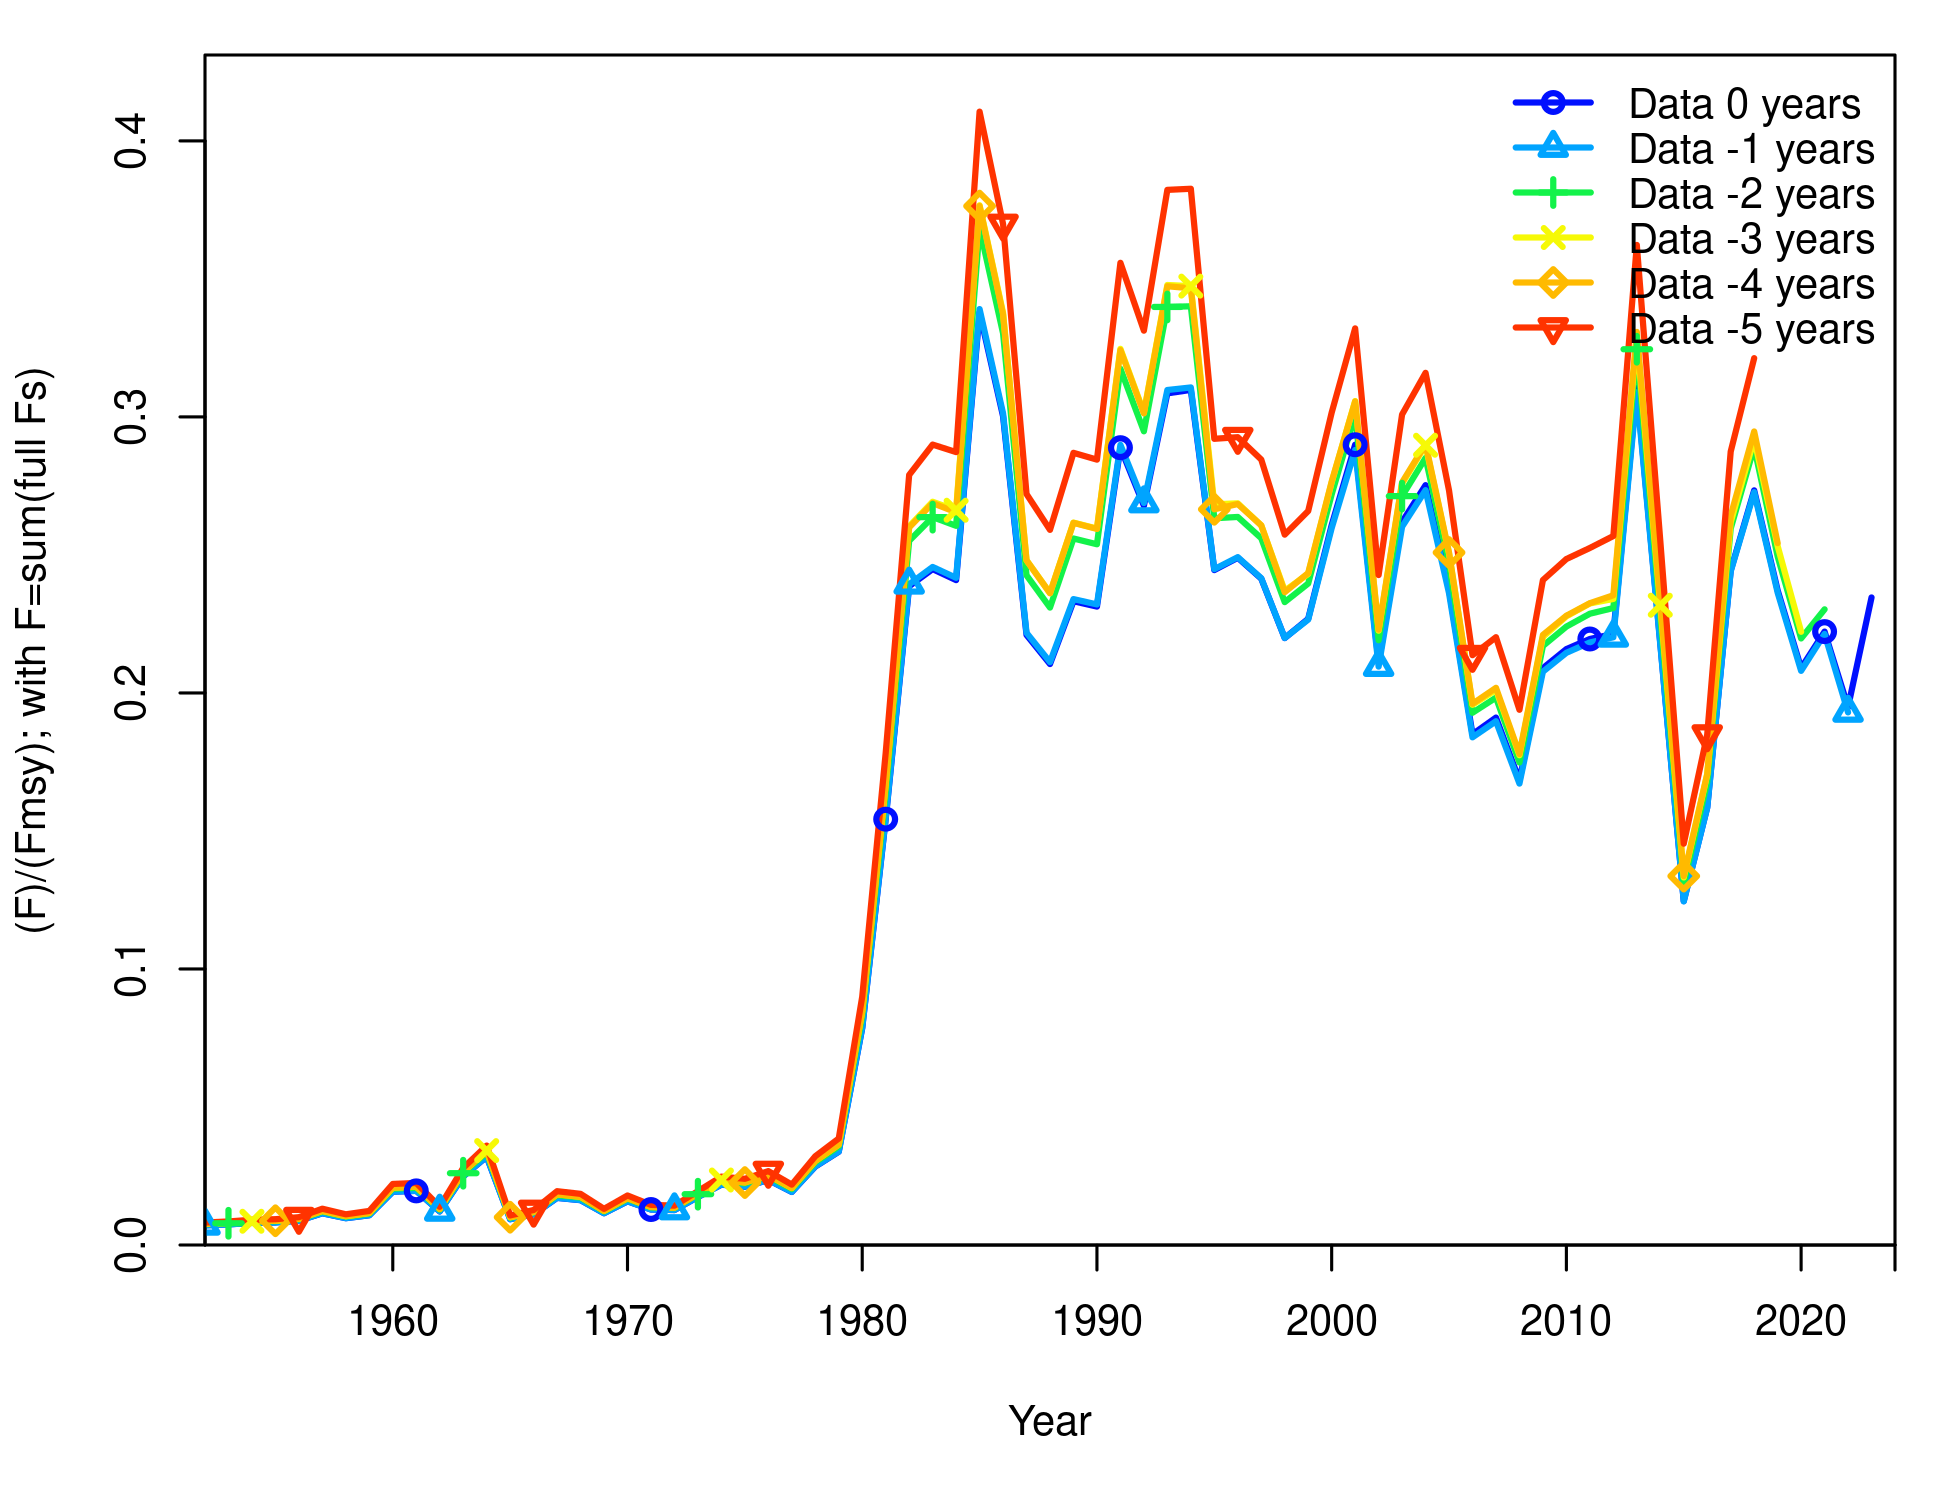 Data 0 years
Data -1 years
Data -2 years
Data -3 years
Data -4 years
Data -5 years
(F)/(Fmsy); with F=sum(full Fs)
0.4
0.3
0.2
0.1
0.0
1960 1970 1980 1990 2000 2010 2020
Year